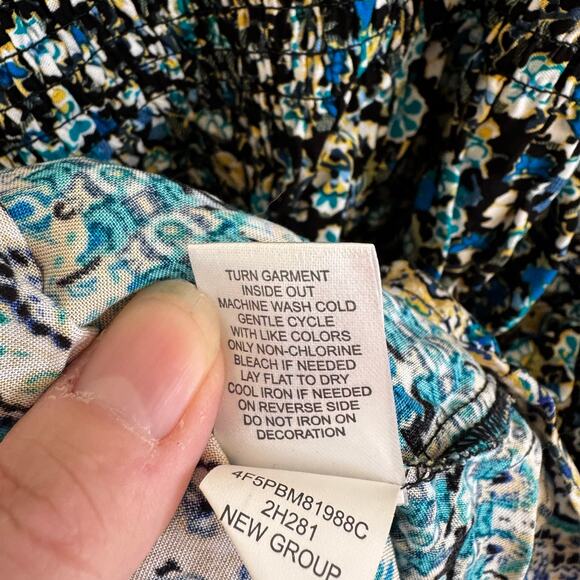 TURN GARMENT
INSIDE OUT
MACHINE WASH COLD
GENTLE CYCLE
WITH LIKE COLORS
ONLY NON-CHLORINE
BLEACH IF NEEDED
LAY FLAT TO DRY
COOL IRON IF NEEDED
ON REVERSE SIDE
DO NOT IRON ON
DECORATION
4F5PBM81988C
2H281
NEW GROUP